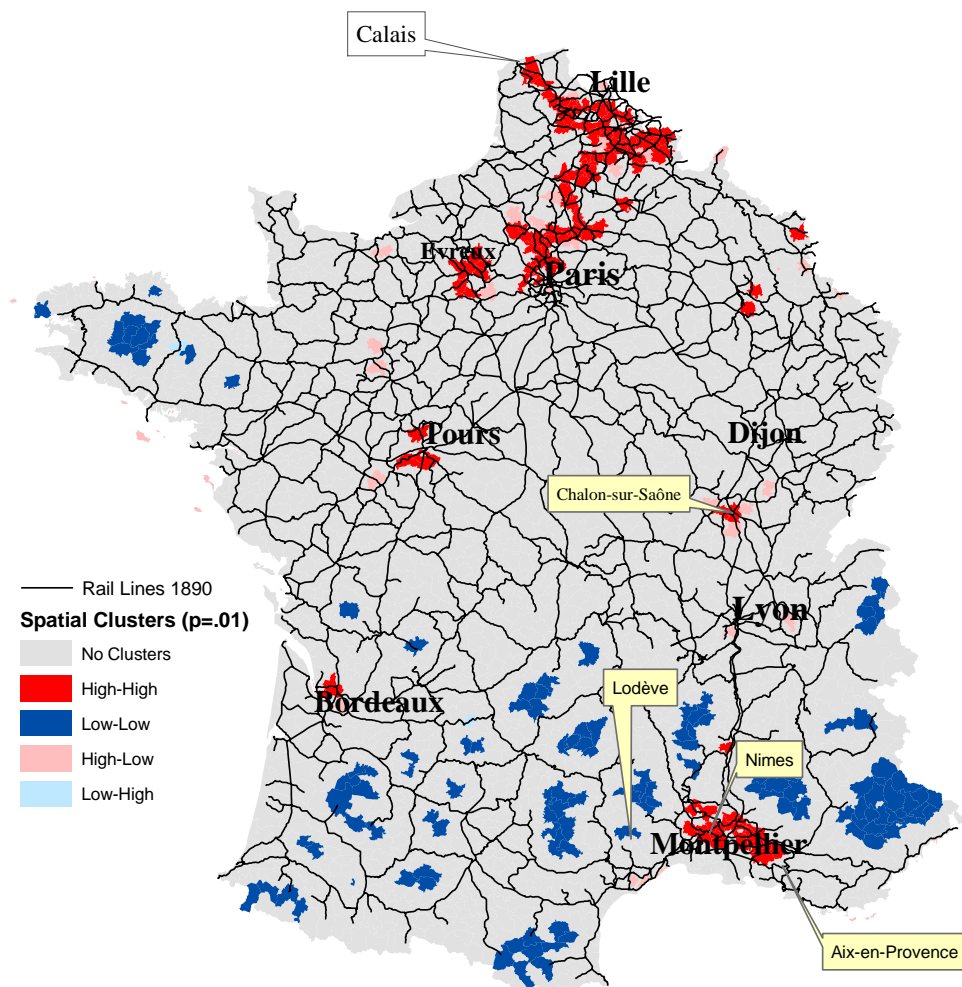 Calais
Lille
Evreux
Paris
Tours
Dijon
Chalon-sur-Saône
Rail Lines 1890
Spatial Clusters (p=.01)
No Clusters
High-High
Low-Low
High-Low
Low-High
Lyon
Lodève
Bordeaux
Nimes
Montpellier
Aix-en-Provence